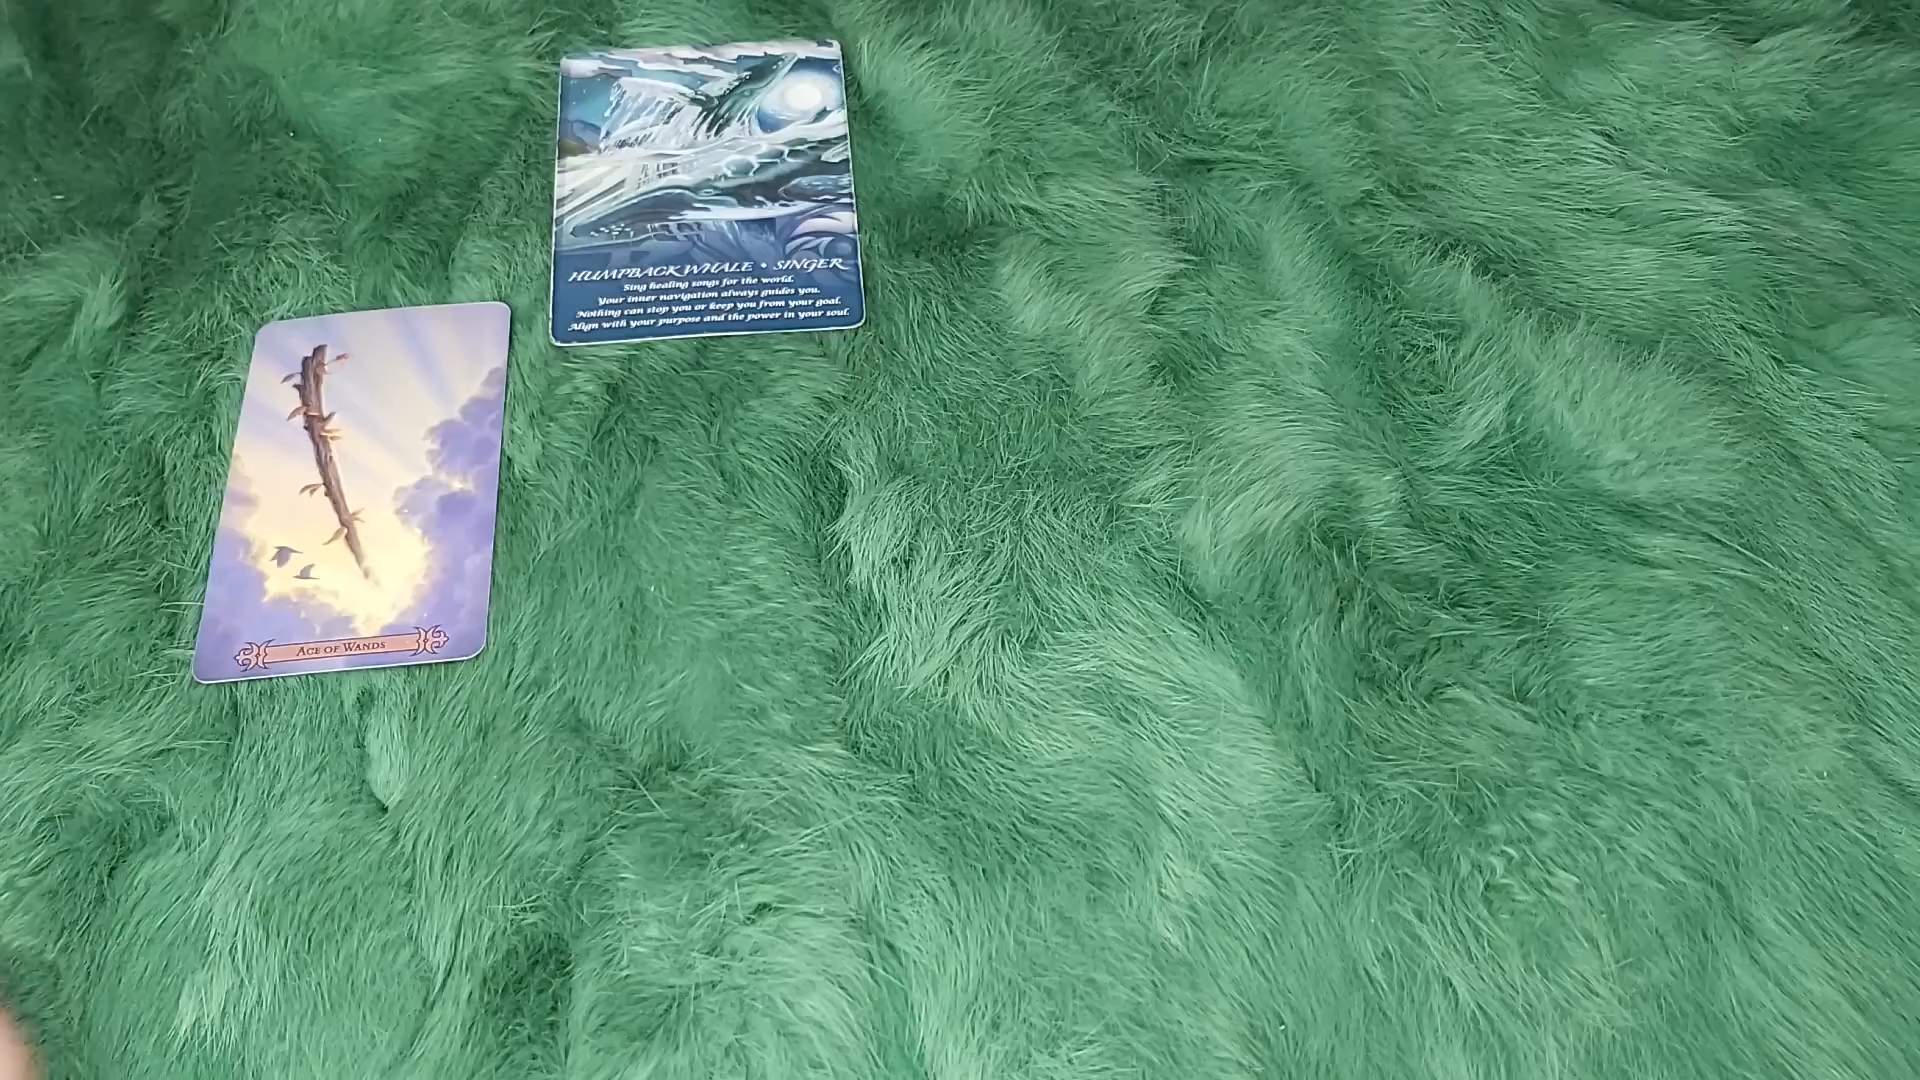 HUMPBACK WHALE • SINGER
Sing healing songs for the world.
Your inner navigation always guides you.
Nothing can stop you or keep you from your goal.
Align with your purpose and the power in your soul.
ACE OF WANDS